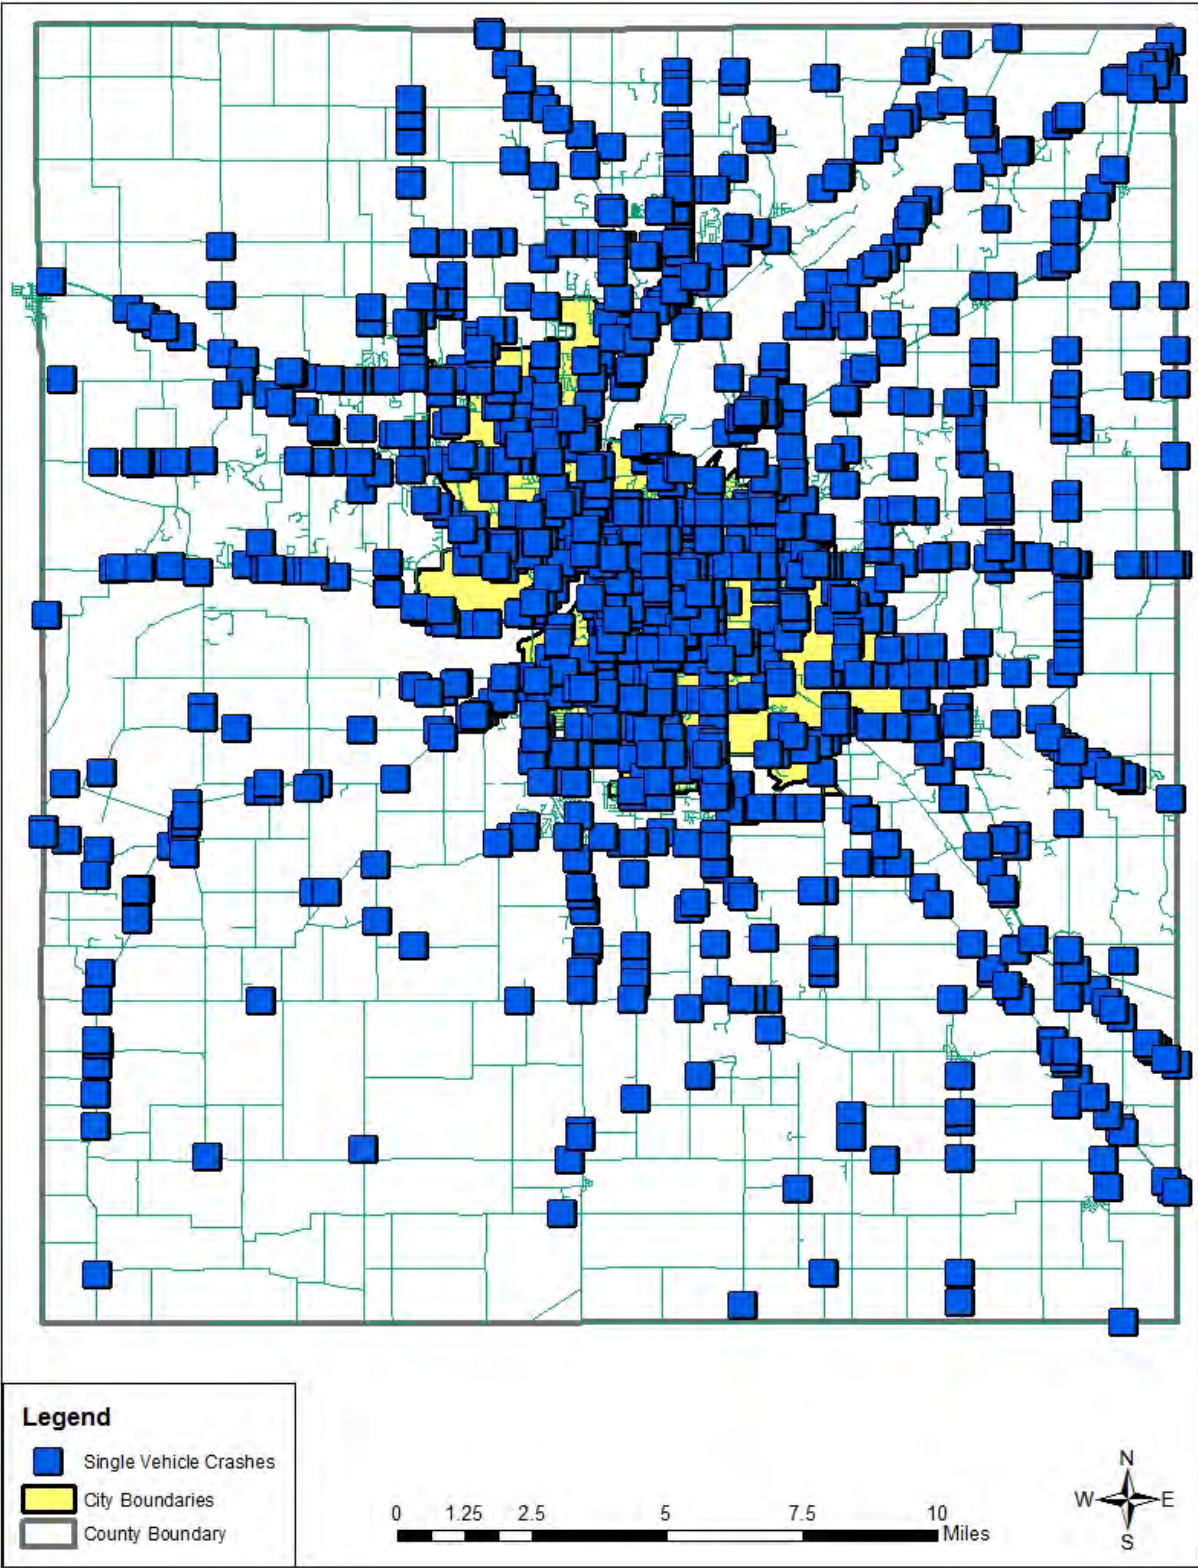 Legend
Single Vehicle Crashes
City Boundaries
County Boundary
0 1.25 2.5 5 7.5 10
Miles
N
W E
S